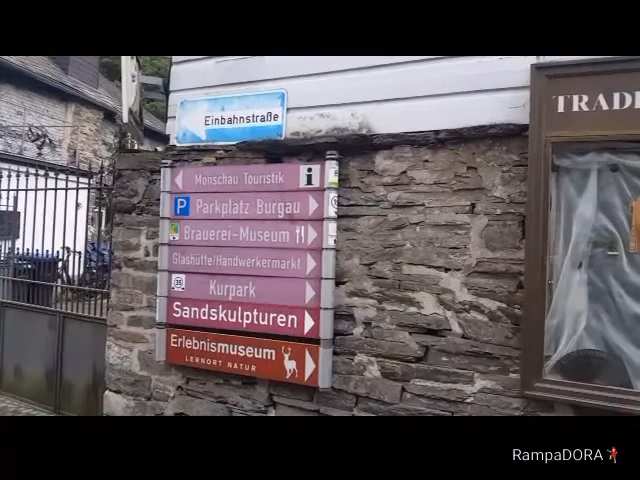 Einbahnstraße
TRADI
Monschau Touristik i
P Parkplatz Burgau
Brauerei-Museum
Glashütte/Handwerkermarkt
Kurpark
Sandskulpturen
Erlebnismuseum
LERNORT NATUR
RampaDORA